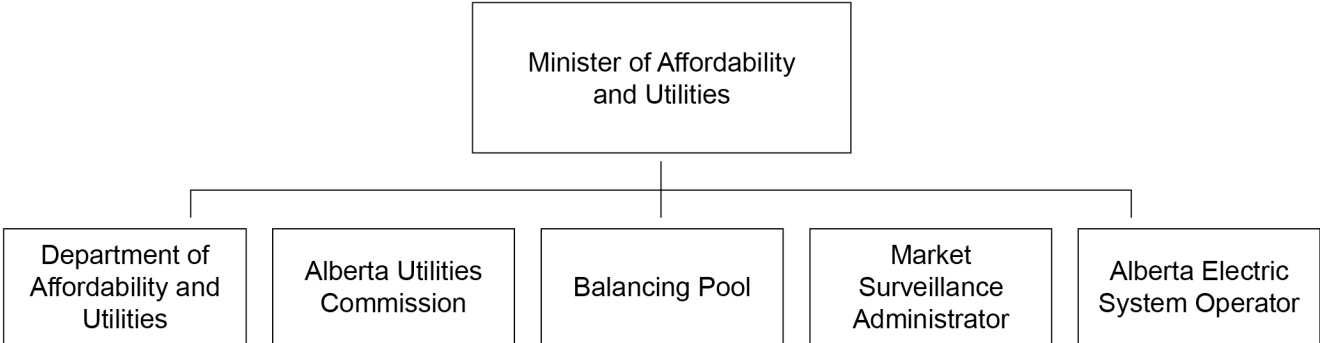 Minister of Affordability
and Utilities
Department of
Affordability and
Utilities
Alberta Utilities
Commission
Balancing Pool
Market
Surveillance
Administrator
Alberta Electric
System Operator